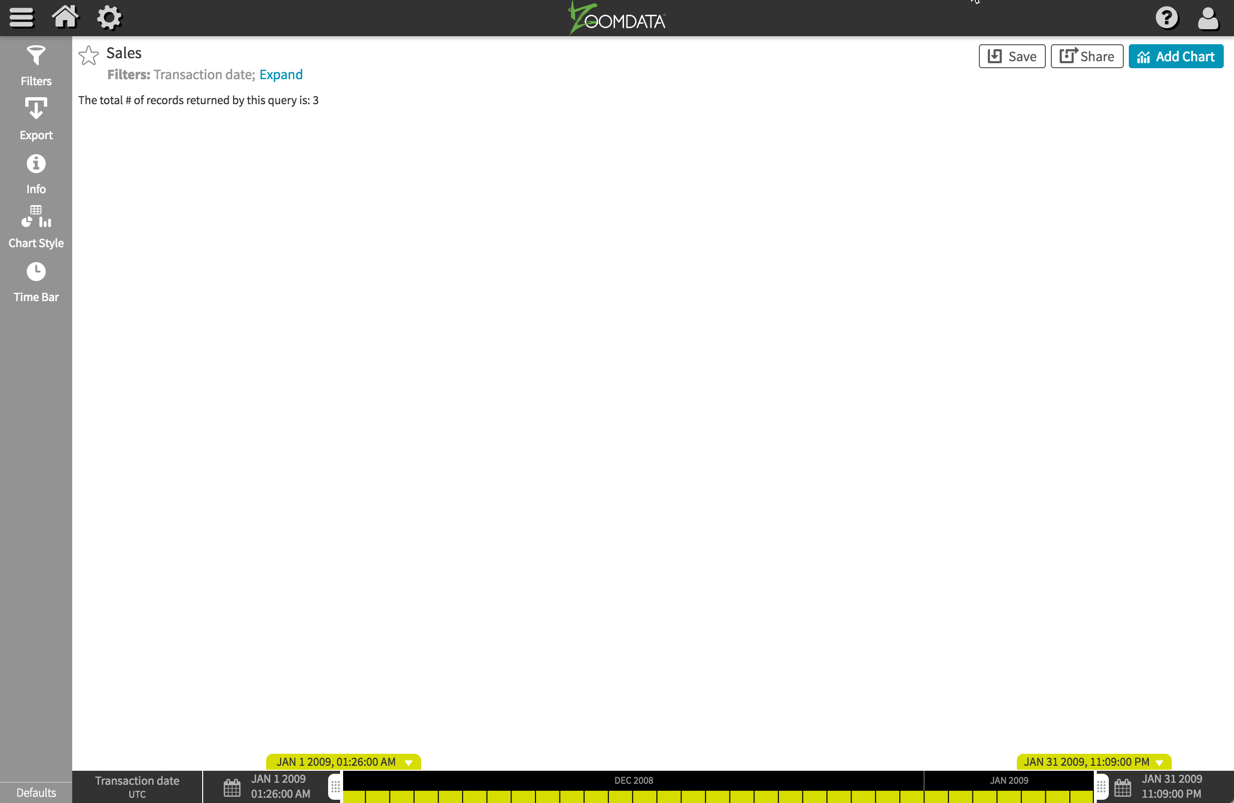 ZOOMDATA
?
Filters
Export
Info
Chart Style
Time Bar
Defaults
Sales
Filters: Transaction date; Expand
The total # of records returned by this query is: 3
Save
Share
Add Chart
JAN 1 2009, 01:26:00 AM
JAN 31 2009, 11:09:00 PM
Transaction date
UTC
JAN 1 2009
01:26:00 AM
DEC 2008
JAN 2009
JAN 31 2009
11:09:00 PM